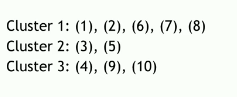 Cluster 1: (1), (2), (6), (7), (8)
Cluster 2: (3), (5)
Cluster 3: (4), (9), (10)